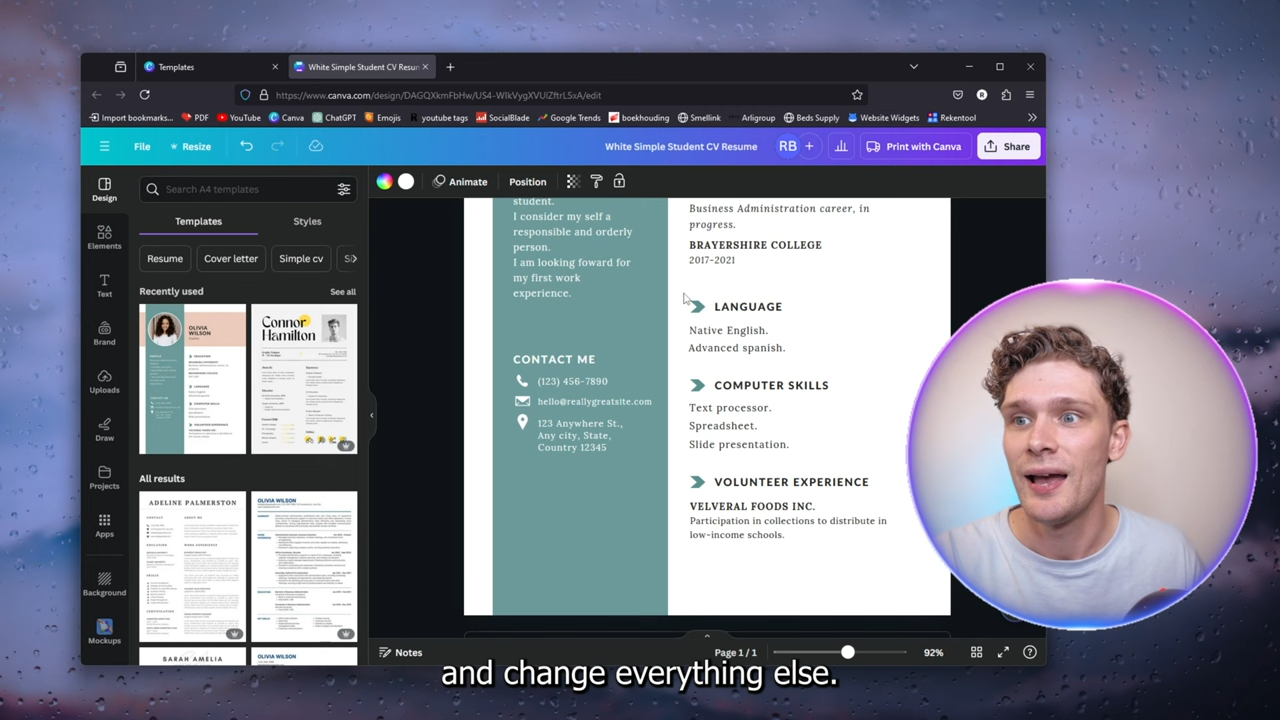 Templates
White Simple Student CV Resum
https://www.canva.com/design/DAGQXkmFbHw/US4-WlkVygXVUlZftrL5xA/edit
Import bookmarks... PDF YouTube Canva ChatGPT Emojis youtube tags SocialBlade Google Trends boekhouding Smellink Arligroup Beds Supply Website Widgets Rekentool
File Resize White Simple Student CV Resume RB Print with Canva Share
Design
Elements
Text
Brand
Uploads
Draw
Projects
Apps
Background
Mockups
Search A4 templates
Templates Styles
Resume Cover letter Simple cv
Recently used See all
OLIVIA
WILSON
Connor
Hamilton
All results
ADELINE PALMERSTON
OLIVIA WILSON
SARAH AMELIA
OLIVIA WILSON
Animate Position
student.
I consider my self a
responsible and orderly
person.
I am looking foward for
my first work
experience.
CONTACT ME
(123) 456-7890
hello@reallygreatsite.com
123 Anywhere St.,
Any city, State,
Country 12345
Business Administration career, in
progress.
BRAYERSHIRE COLLEGE
2017-2021
LANGUAGE
Native English.
Advanced spanish.
COMPUTER SKILLS
Text processor.
Spreadsheet.
Slide presentation.
VOLUNTEER EXPERIENCE
VELVERAL FOODS INC.
Participate in collections to distribute in
low-income schools.
Notes Page 1 / 1 92%
and change everything else.